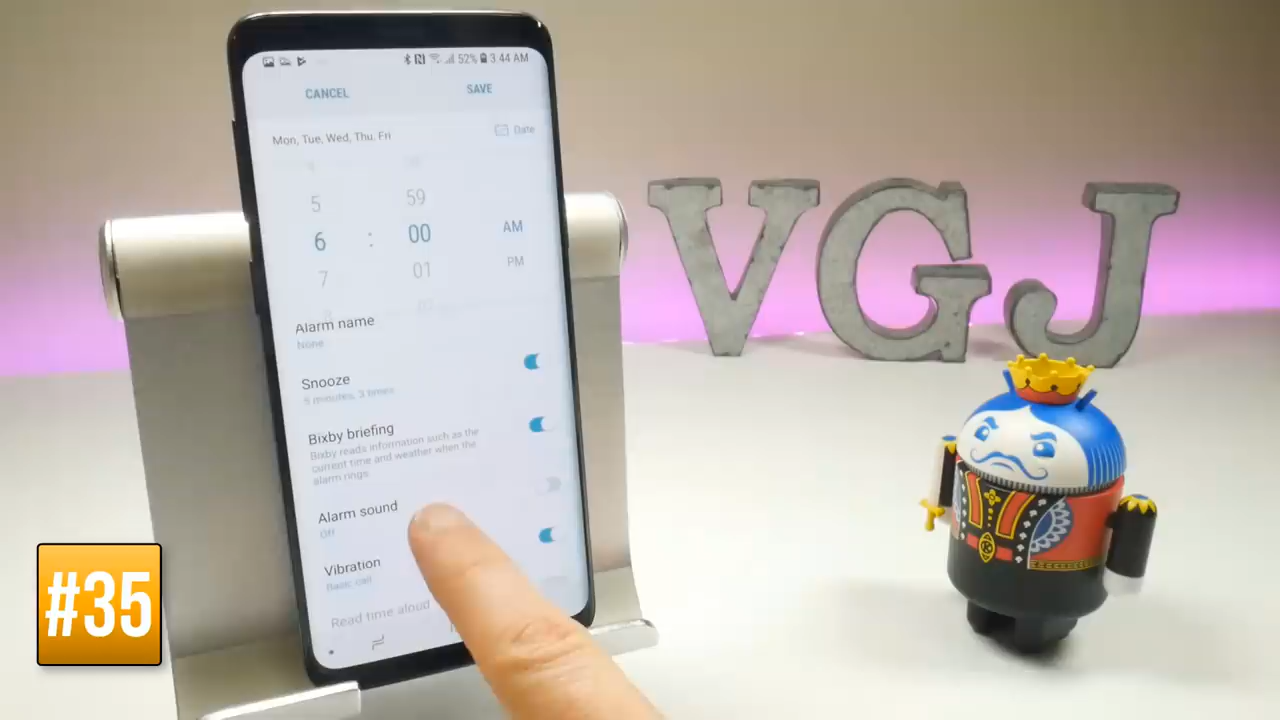 52% 3:44 AM
CANCEL SAVE
Mon, Tue, Wed, Thu, Fri Date
5 59
6 : 00 AM
7 01 PM
Alarm name
None
Snooze
5 minutes, 3 times
Bixby briefing
Bixby reads information such as the
current time and weather when the
alarm rings.
Alarm sound
Off
Vibration
Basic call
Read time aloud
VGJ
K
#35